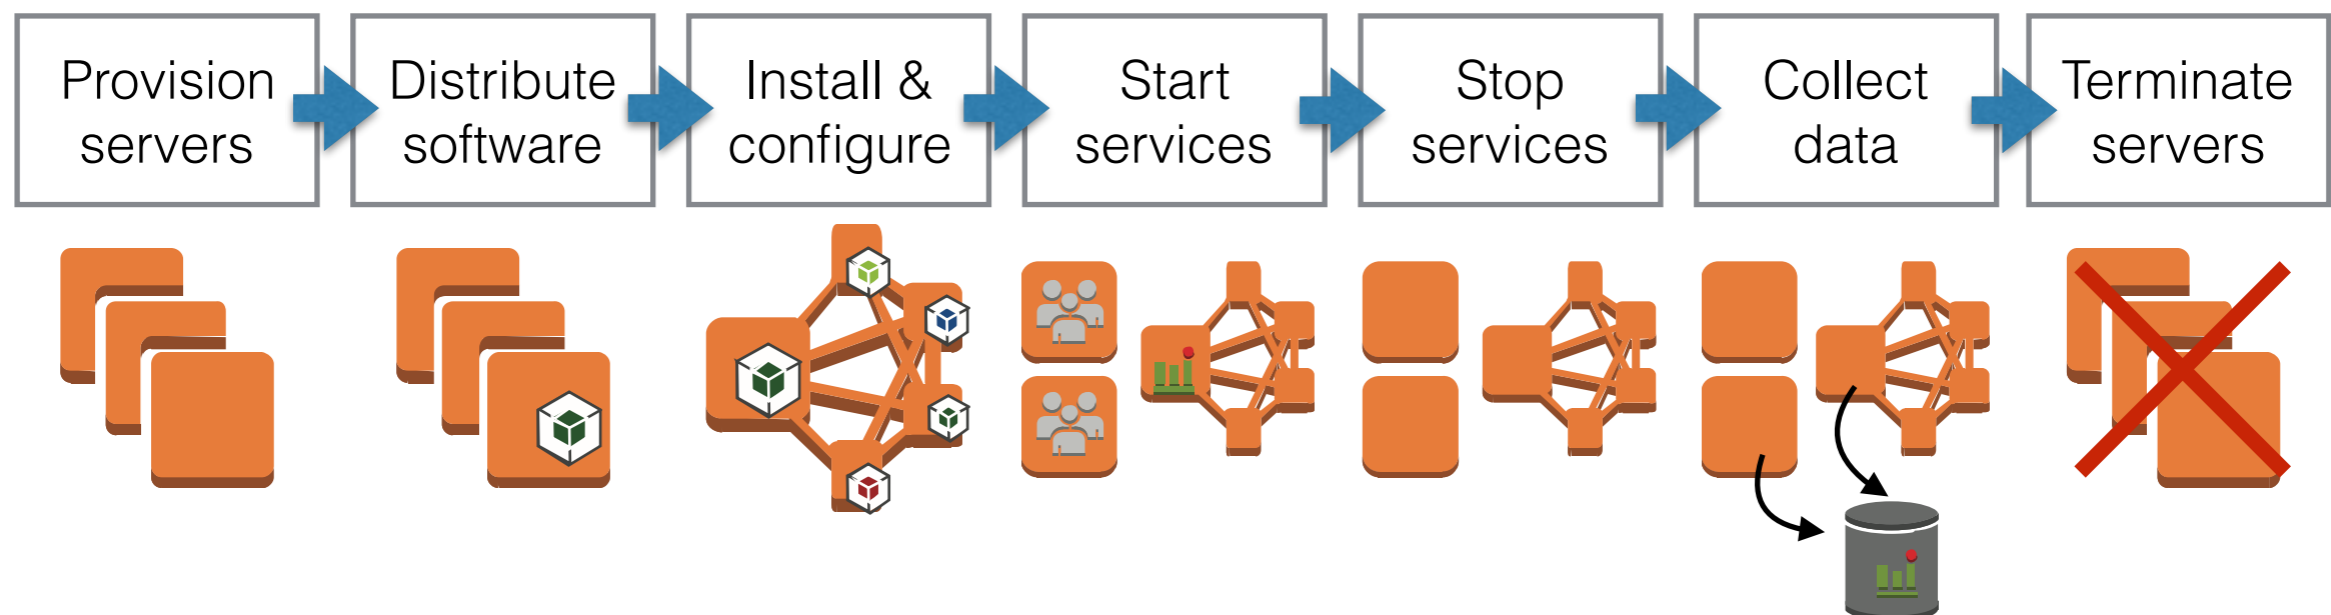 Provision
servers
Distribute
software
Install &
configure
Start
services
Stop
services
Collect
data
Terminate
servers